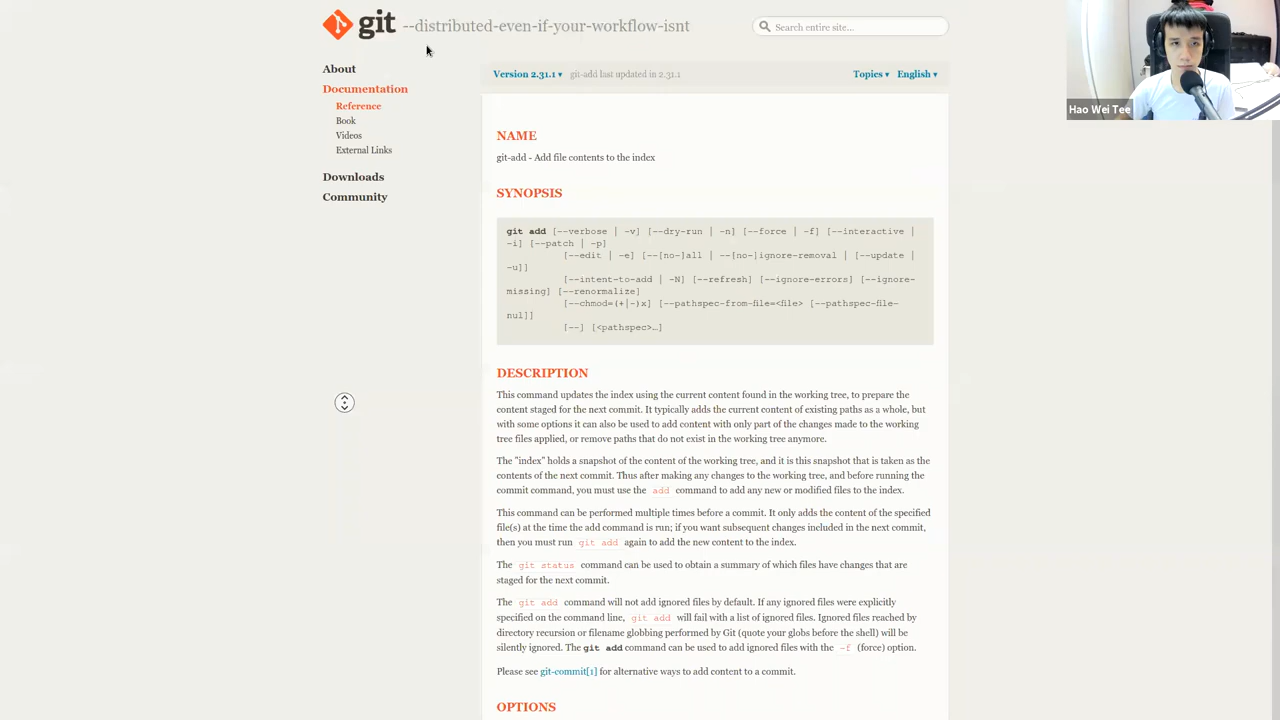 git --distributed-even-if-your-workflow-isnt
Search entire site...
About
Documentation
Reference
Book
Videos
External Links
Downloads
Community
Version 2.31.1 ▾ git-add last updated in 2.31.1
Topics ▾ English ▾
NAME
git-add - Add file contents to the index
SYNOPSIS
git add [--verbose | -v] [--dry-run | -n] [--force | -f] [--interactive |
-i] [--patch | -p]
[--edit | -e] [--[no-]all | --[no-]ignore-removal | [--update |
-u]]
[--intent-to-add | -N] [--refresh] [--ignore-errors] [--ignore-
missing] [--renormalize]
[--chmod=(+|-)x] [--pathspec-from-file=<file> [--pathspec-file-
nul]]
[--] [<pathspec>…]
DESCRIPTION
This command updates the index using the current content found in the working tree, to prepare the
content staged for the next commit. It typically adds the current content of existing paths as a whole, but
with some options it can also be used to add content with only part of the changes made to the working
tree files applied, or remove paths that do not exist in the working tree anymore.
The "index" holds a snapshot of the content of the working tree, and it is this snapshot that is taken as the
contents of the next commit. Thus after making any changes to the working tree, and before running the
commit command, you must use the add command to add any new or modified files to the index.
This command can be performed multiple times before a commit. It only adds the content of the specified
file(s) at the time the add command is run; if you want subsequent changes included in the next commit,
then you must run git add again to add the new content to the index.
The git status command can be used to obtain a summary of which files have changes that are
staged for the next commit.
The git add command will not add ignored files by default. If any ignored files were explicitly
specified on the command line, git add will fail with a list of ignored files. Ignored files reached by
directory recursion or filename globbing performed by Git (quote your globs before the shell) will be
silently ignored. The git add command can be used to add ignored files with the -f (force) option.
Please see git-commit[1] for alternative ways to add content to a commit.
OPTIONS
Hao Wei Tee